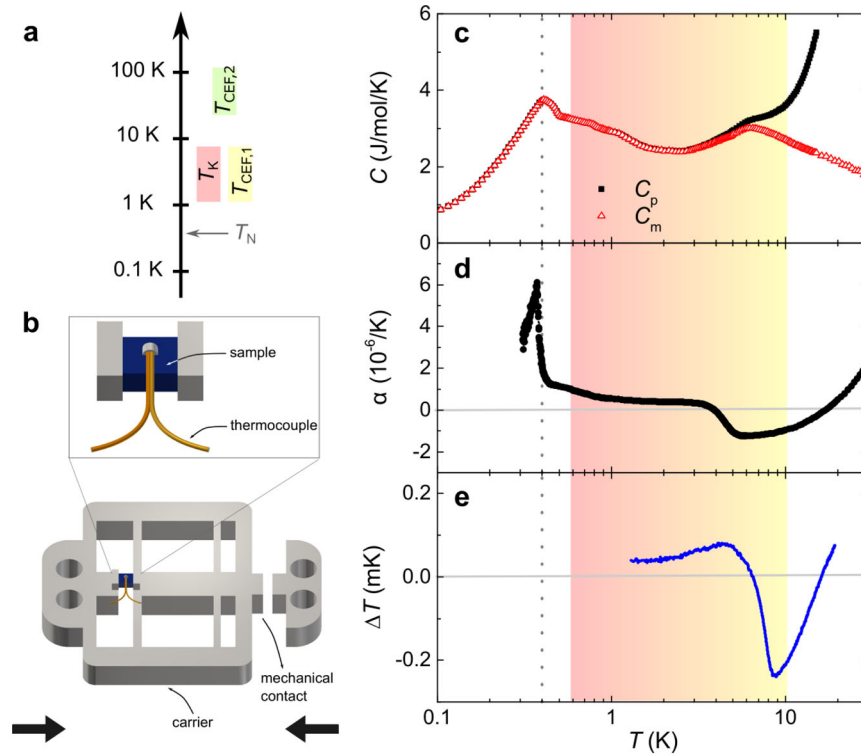 a
100 K
10 K
1 K
0.1 K
T_CEF,2
T_K
T_CEF,1
T_N
b
sample
thermocouple
mechanical
contact
carrier
c
6
4
2
0
C (J/mol/K)
C_p
C_m
d
6
4
2
0
-2
α (10^-6/K)
e
0.2
0.0
-0.2
ΔT (mK)
0.1
1
10
T (K)